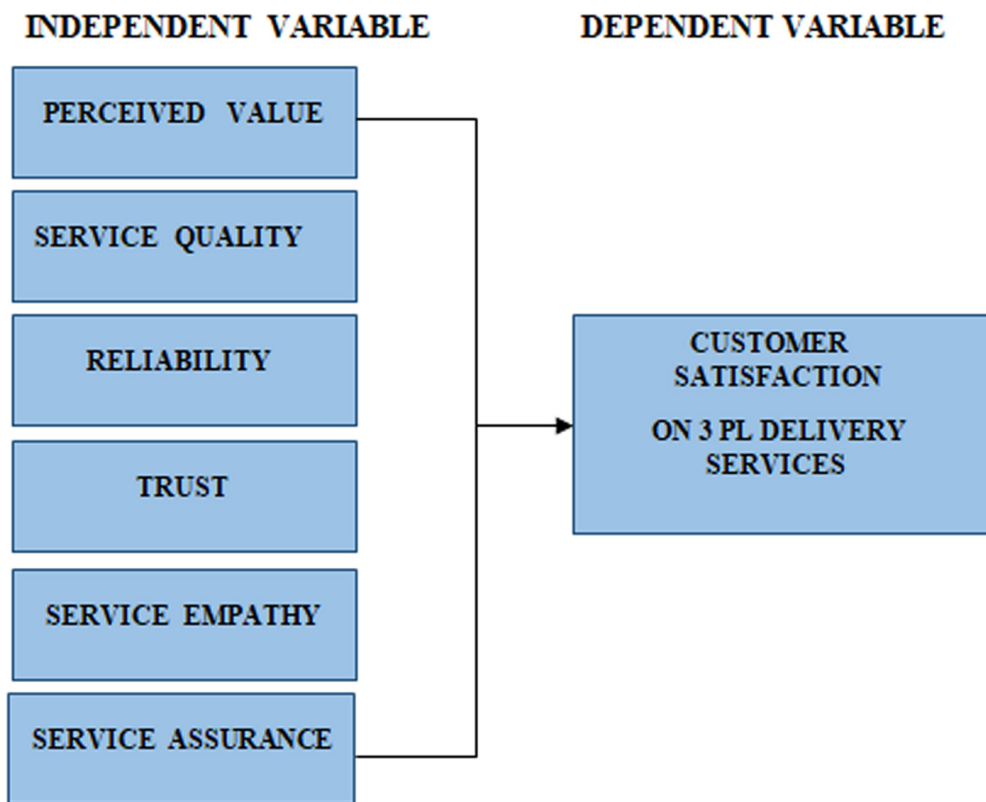 INDEPENDENT VARIABLE
DEPENDENT VARIABLE
PERCEIVED VALUE
SERVICE QUALITY
RELIABILITY
TRUST
SERVICE EMPATHY
SERVICE ASSURANCE
CUSTOMER
SATISFACTION
ON 3 PL DELIVERY
SERVICES